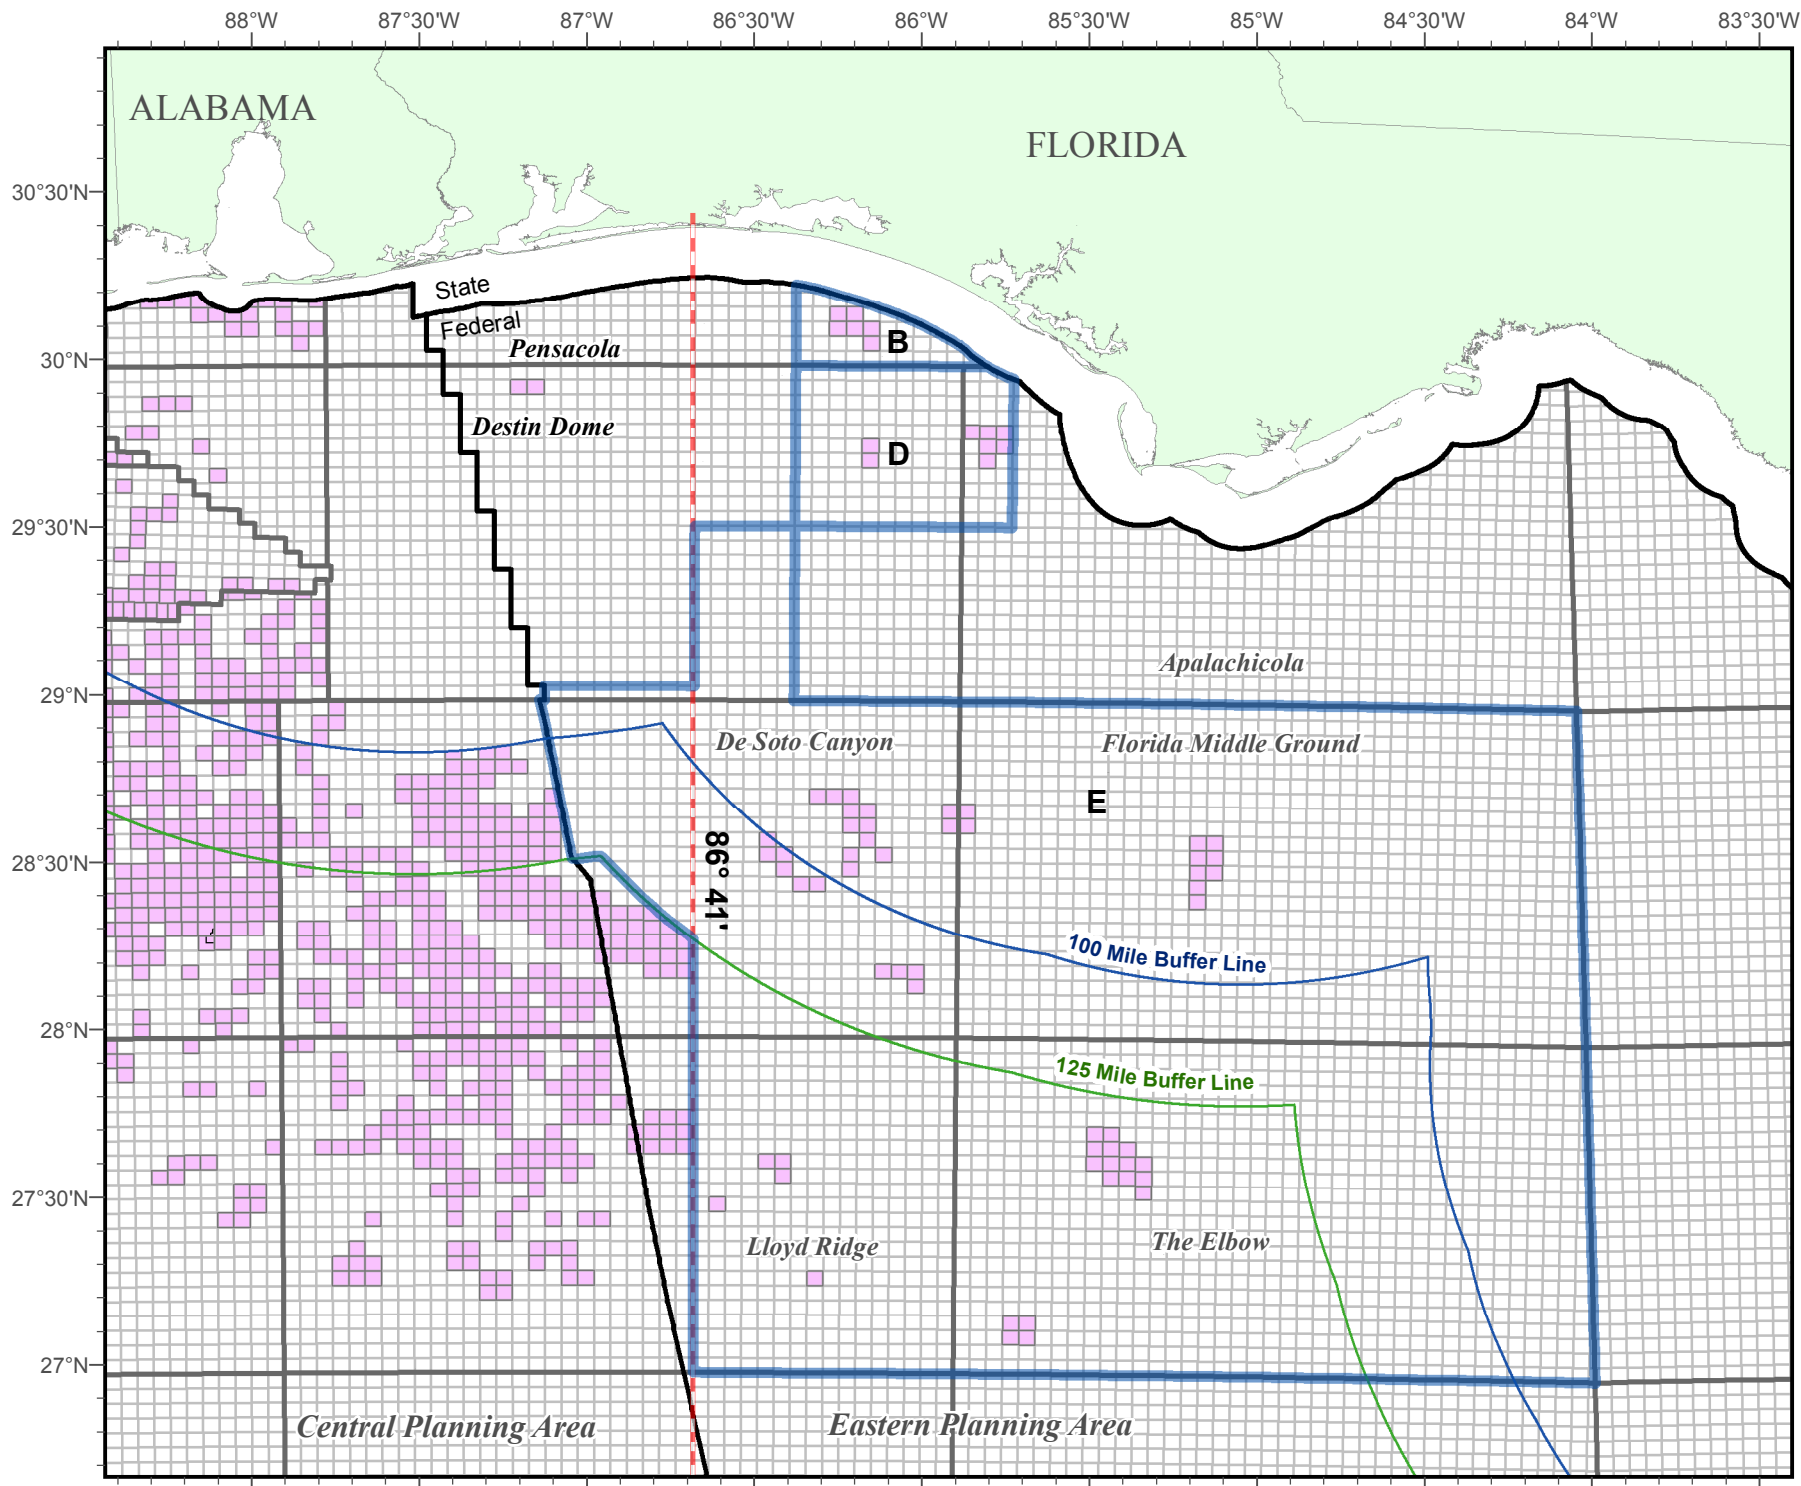 88°W 87°30'W 87°W 86°30'W 86°W 85°30'W 85°W 84°30'W 84°W 83°30'W
ALABAMA
FLORIDA
30°30'N
State
Federal
B
Pensacola
30°N
Destin Dome
D
29°30'N
Apalachicola
29°N
De Soto Canyon
Florida Middle Ground
E
86° 41'
28°30'N
100 Mile Buffer Line
28°N
125 Mile Buffer Line
27°30'N
Lloyd Ridge
The Elbow
27°N
Central Planning Area
Eastern Planning Area